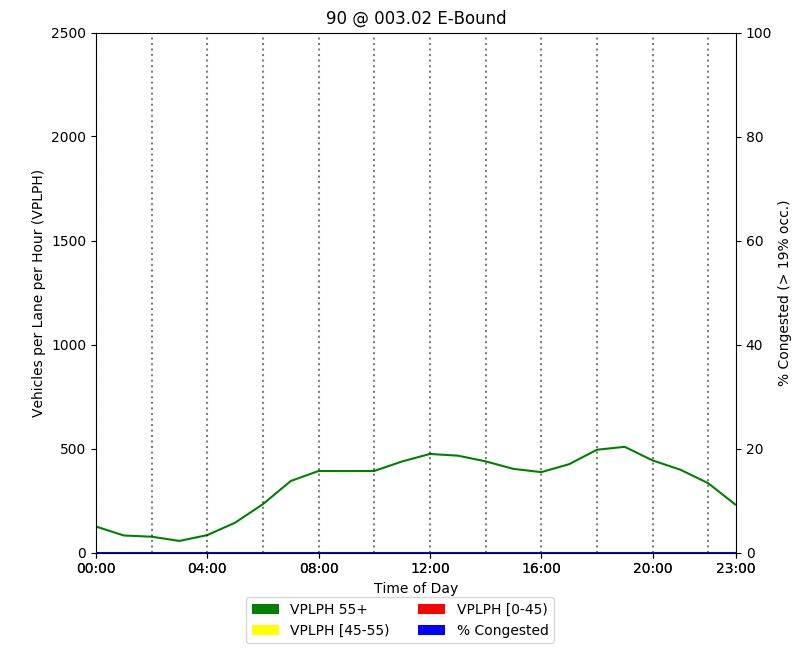 90 @ 003.02 E-Bound
2500
2000
1500
1000
500
0
Vehicles per Lane per Hour (VPLPH)
100
80
60
40
20
0
% Congested (> 19% occ.)
00:00 04:00 08:00 12:00 16:00 20:00 23:00
Time of Day
VPLPH 55+
VPLPH [45-55)
VPLPH [0-45)
% Congested